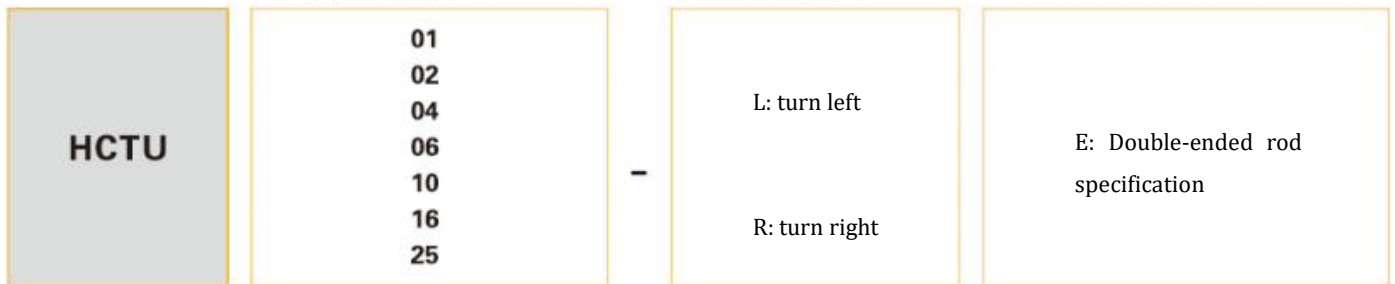 HCTU
01
02
04
06
10
16
25
-
L: turn left
R: turn right
E: Double-ended rod
specification